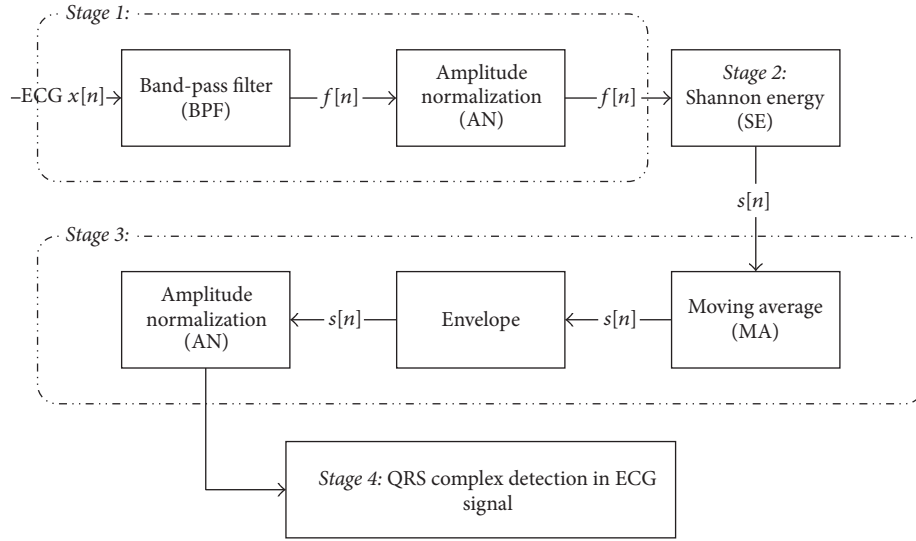 Stage 1:
–ECG x[n]
Band-pass filter
(BPF)
f[n]
Amplitude
normalization
(AN)
f[n]
Stage 2:
Shannon energy
(SE)
s[n]
Stage 3:
Amplitude
normalization
(AN)
s[n]
Envelope
s[n]
Moving average
(MA)
Stage 4: QRS complex detection in ECG
signal